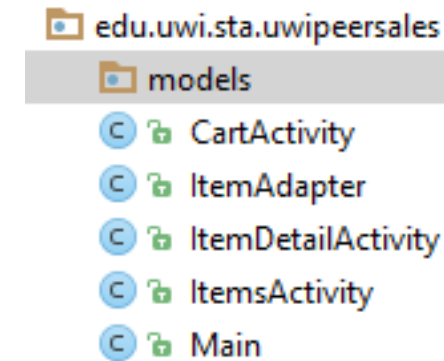 edu.uwi.sta.uwipeersales
models
C CartActivity
C ItemAdapter
C ItemDetailActivity
C ItemsActivity
C Main